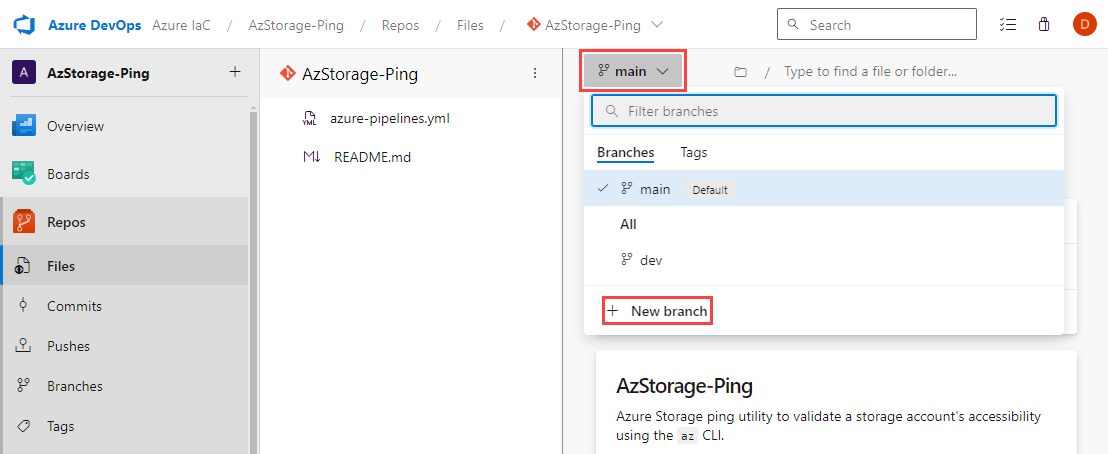 Azure DevOps Azure IaC / AzStorage-Ping / Repos / Files / AzStorage-Ping
Search
D
A AzStorage-Ping +
Overview
Boards
Repos
Files
Commits
Pushes
Branches
Tags
AzStorage-Ping
YML azure-pipelines.yml
M↓ README.md
main
/ Type to find a file or folder...
Filter branches
Branches Tags
main Default
All
dev
+ New branch
AzStorage-Ping
Azure Storage ping utility to validate a storage account's accessibility
using the az CLI.